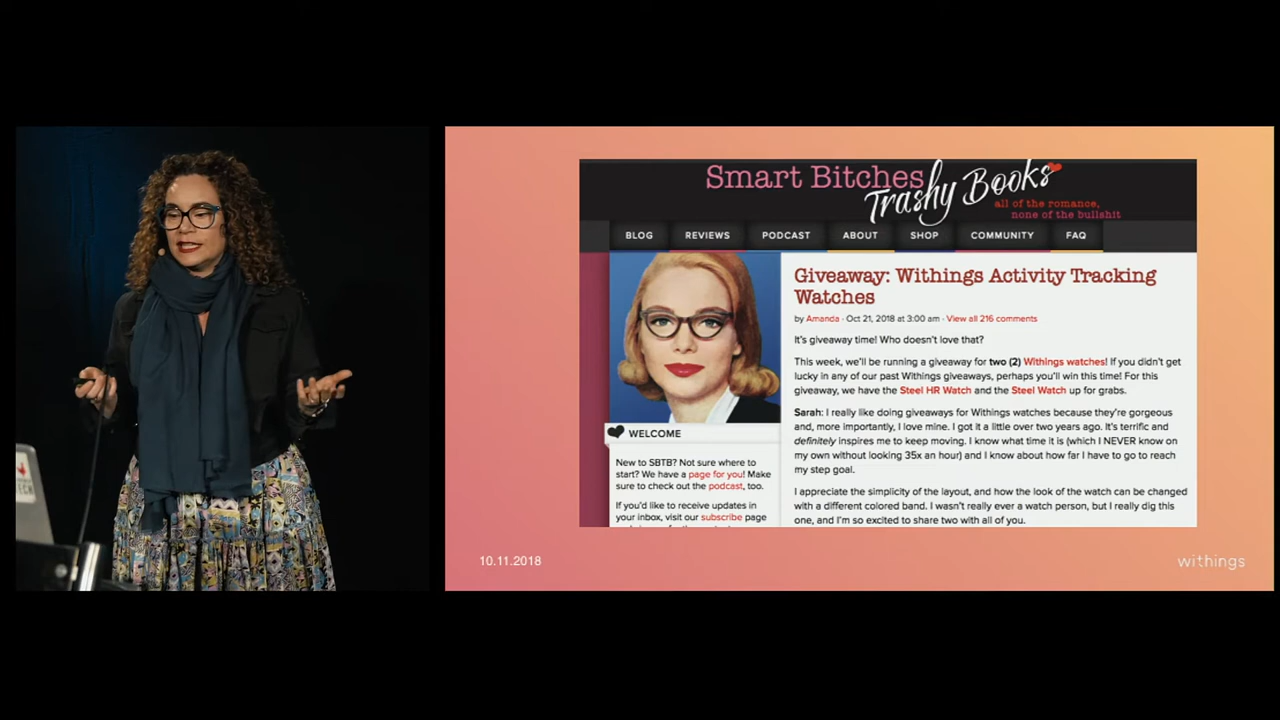 Smart Bitches
Trashy Books
all of the romance,
none of the bullshit
BLOG REVIEWS PODCAST ABOUT SHOP COMMUNITY FAQ
Giveaway: Withings Activity Tracking
Watches
by Amanda · Oct 21, 2018 at 3:00 am · View all 216 comments
It's giveaway time! Who doesn't love that?
This week, we'll be running a giveaway for two (2) Withings watches! If you didn't get
lucky in any of our past Withings giveaways, perhaps you'll win this time! For this
giveaway, we have the Steel HR Watch and the Steel Watch up for grabs.
Sarah: I really like doing giveaways for Withings watches because they're gorgeous
and, more importantly, I love mine. I got it a little over two years ago. It's terrific and
definitely inspires me to keep moving. I know what time it is (which I NEVER know on
my own without looking 35x an hour) and I know about how far I have to go to reach
my step goal.
I appreciate the simplicity of the layout, and how the look of the watch can be changed
with a different colored band. I wasn't really ever a watch person, but I really dig this
one, and I'm so excited to share two with all of you.
WELCOME
New to SBTB? Not sure where to
start? We have a page for you! Make
sure to check out the podcast, too.
If you'd like to receive updates in
your inbox, visit our subscribe page
10.11.2018
withings